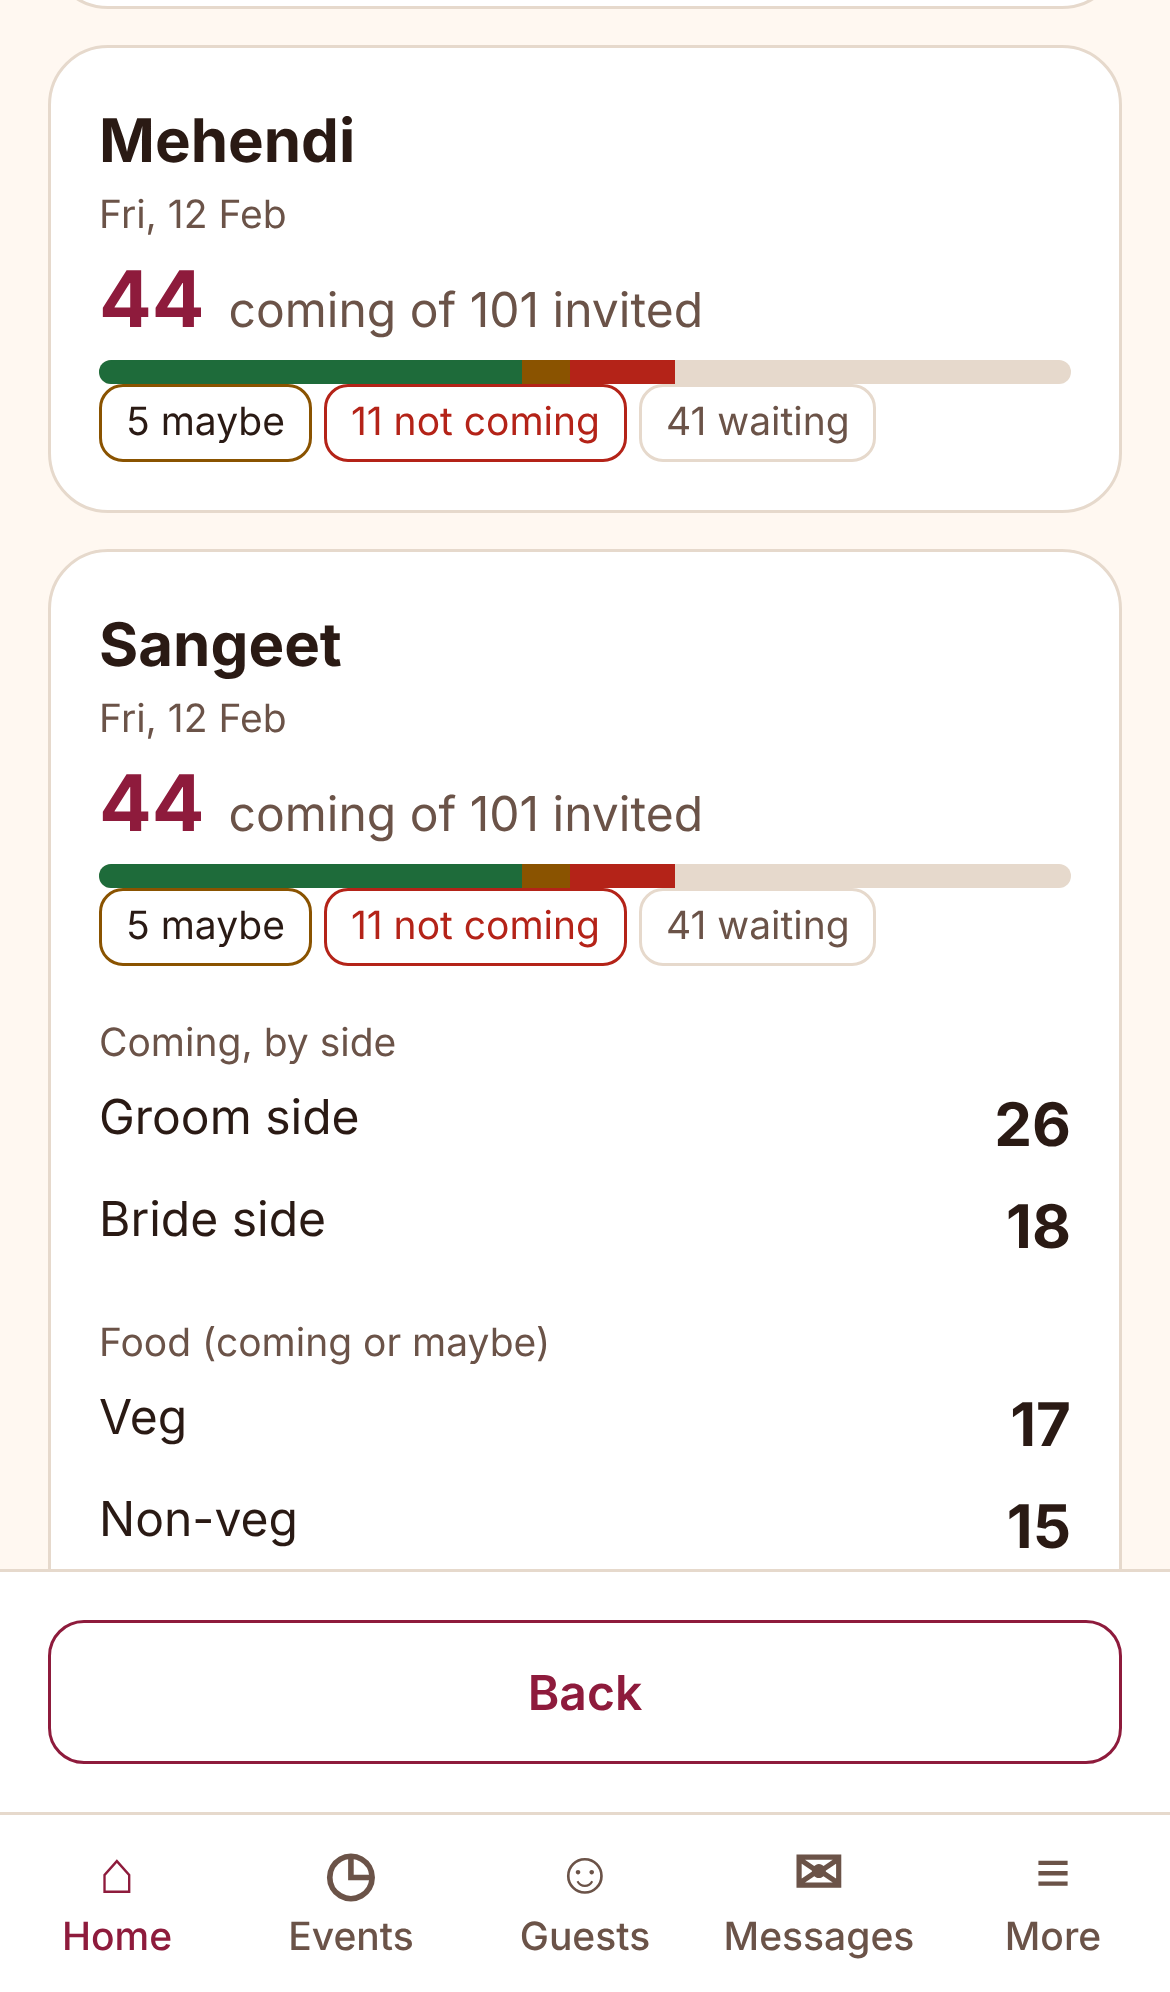 Mehendi
Fri, 12 Feb
44 coming of 101 invited
5 maybe 11 not coming 41 waiting
Sangeet
Fri, 12 Feb
44 coming of 101 invited
5 maybe 11 not coming 41 waiting
Coming, by side
Groom side 26
Bride side 18
Food (coming or maybe)
Veg 17
Non-veg 15
Back
Home Events Guests Messages More